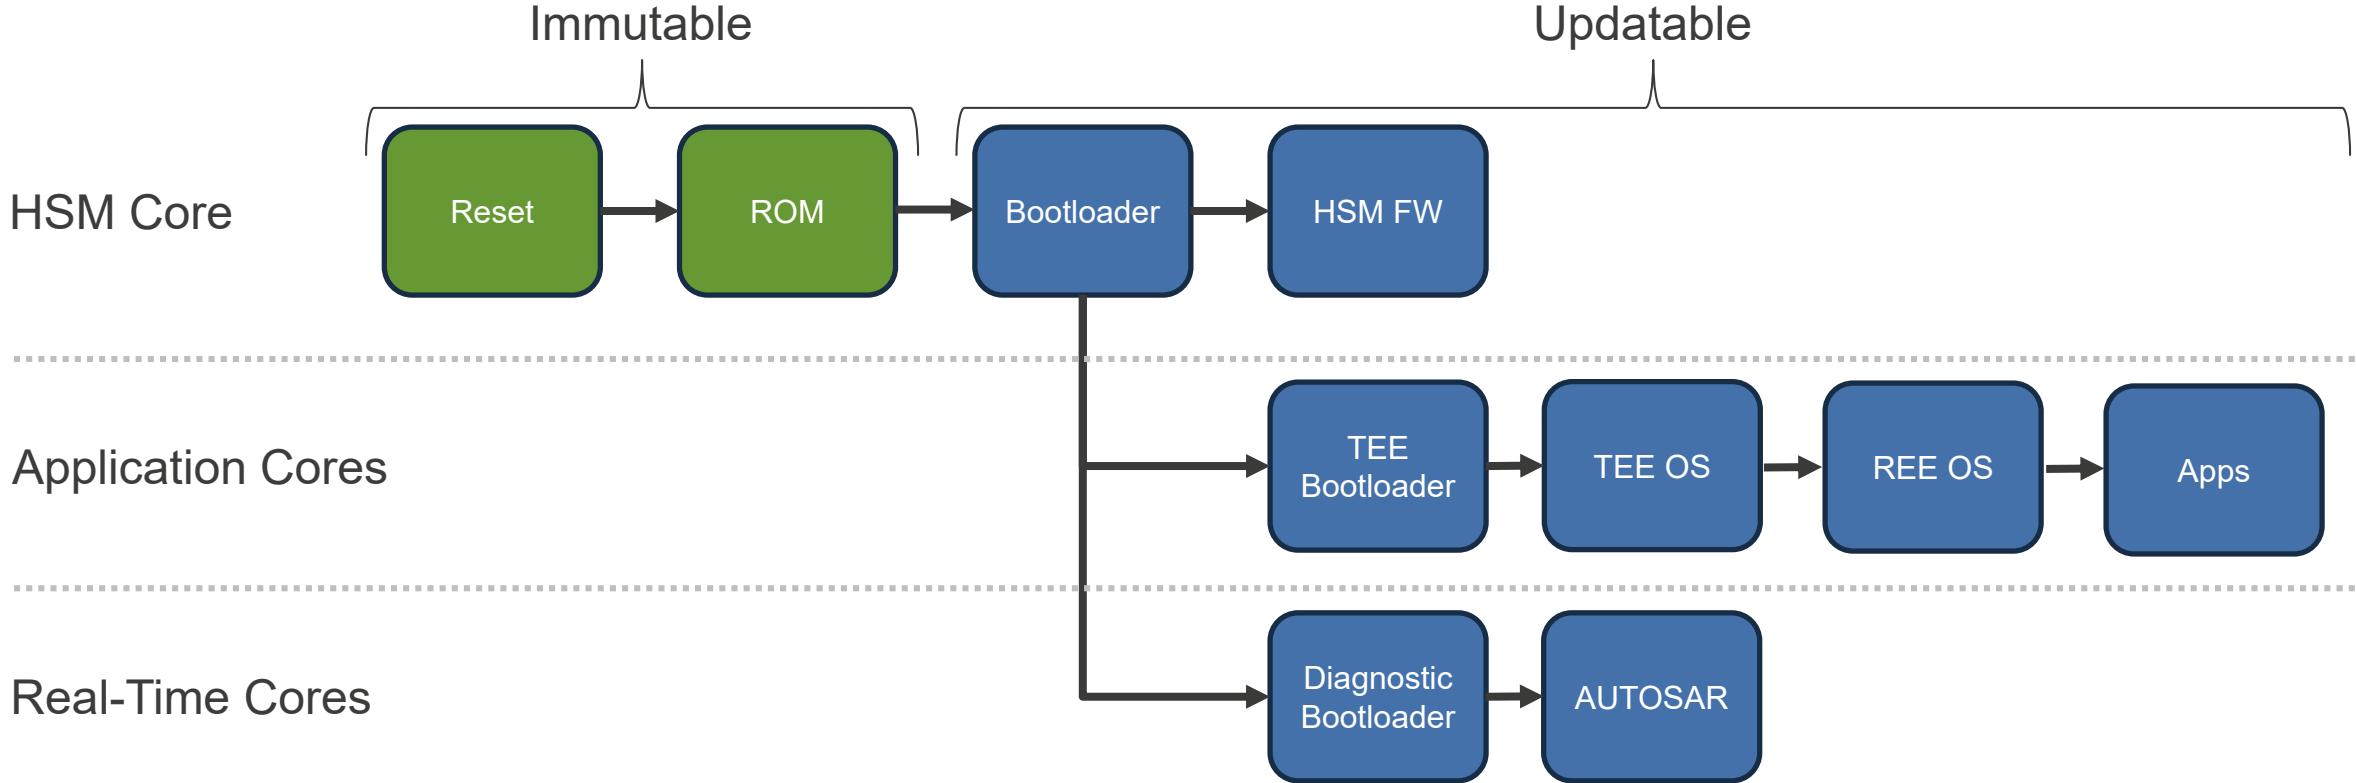 Immutable
Updatable
HSM Core
Reset
ROM
Bootloader
HSM FW
Application Cores
TEE
Bootloader
TEE OS
REE OS
Apps
Real-Time Cores
Diagnostic
Bootloader
AUTOSAR